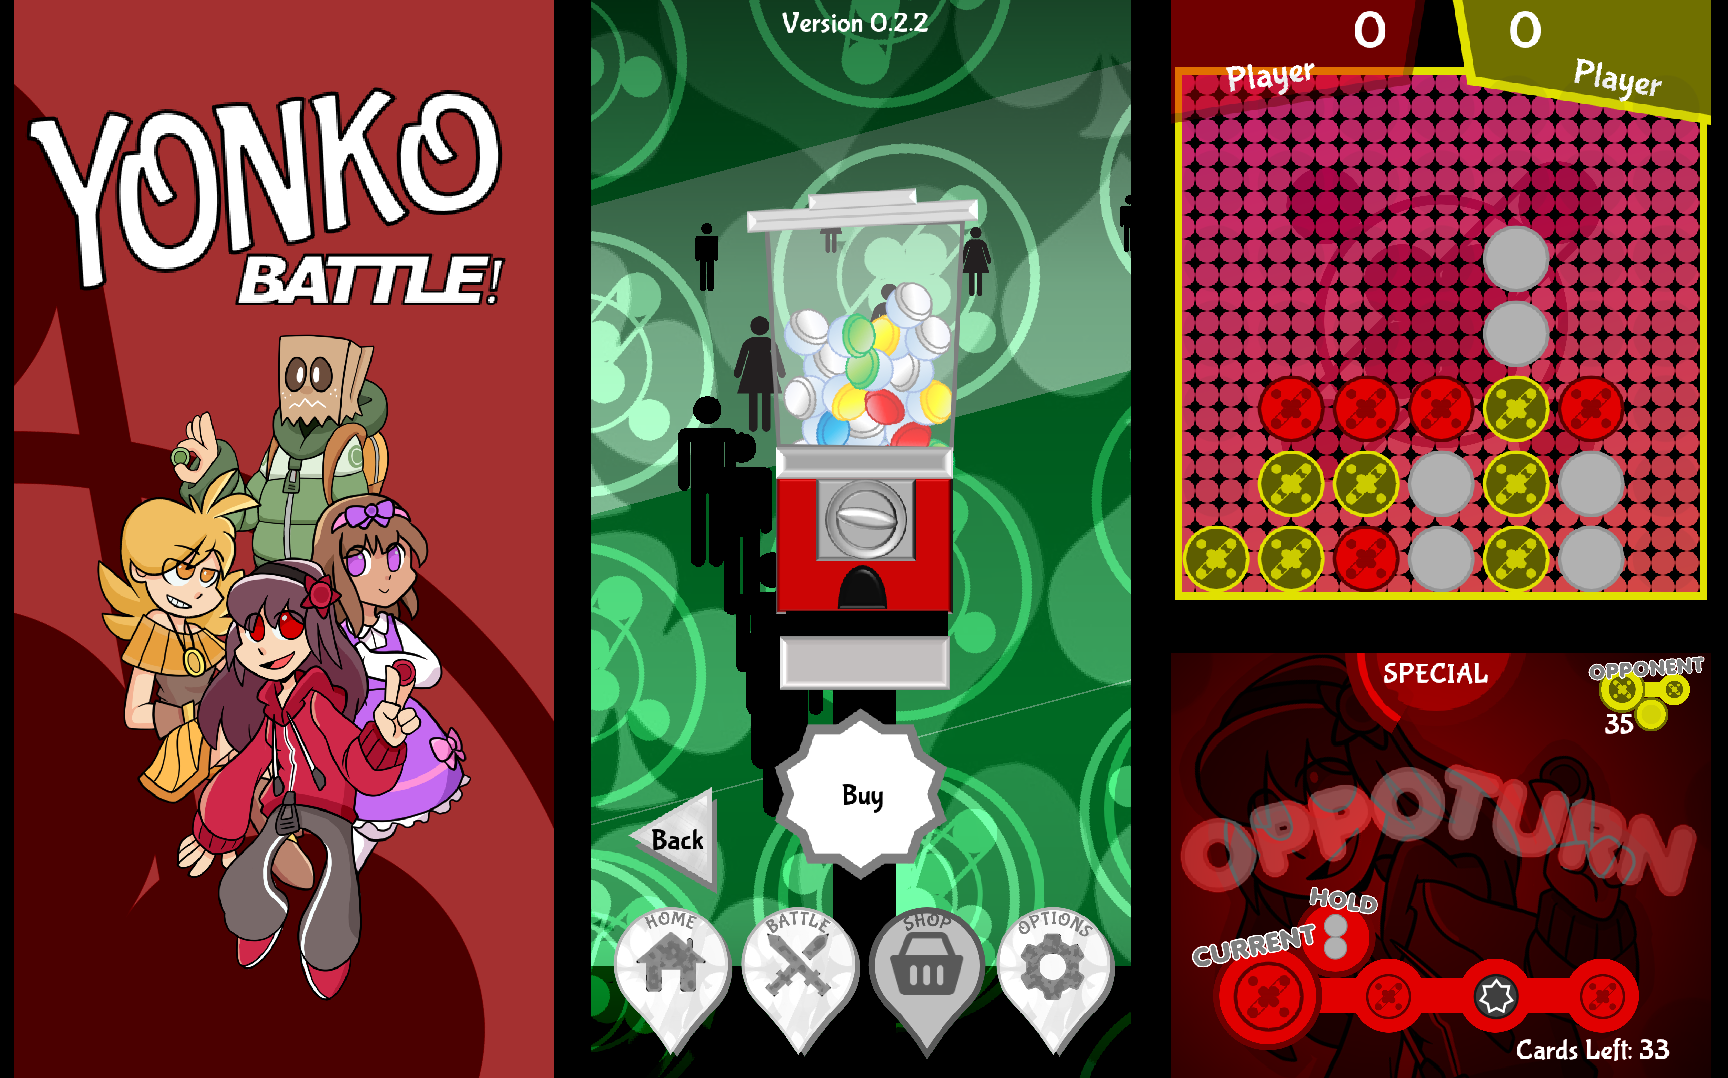 YONKO
BATTLE!
Version 0.2.2
Buy
Back
HOME
BATTLE
SHOP
OPTIONS
0
0
Player
Player
SPECIAL
OPPONENT
35
OPPOTURN
HOLD
CURRENT
Cards Left: 33